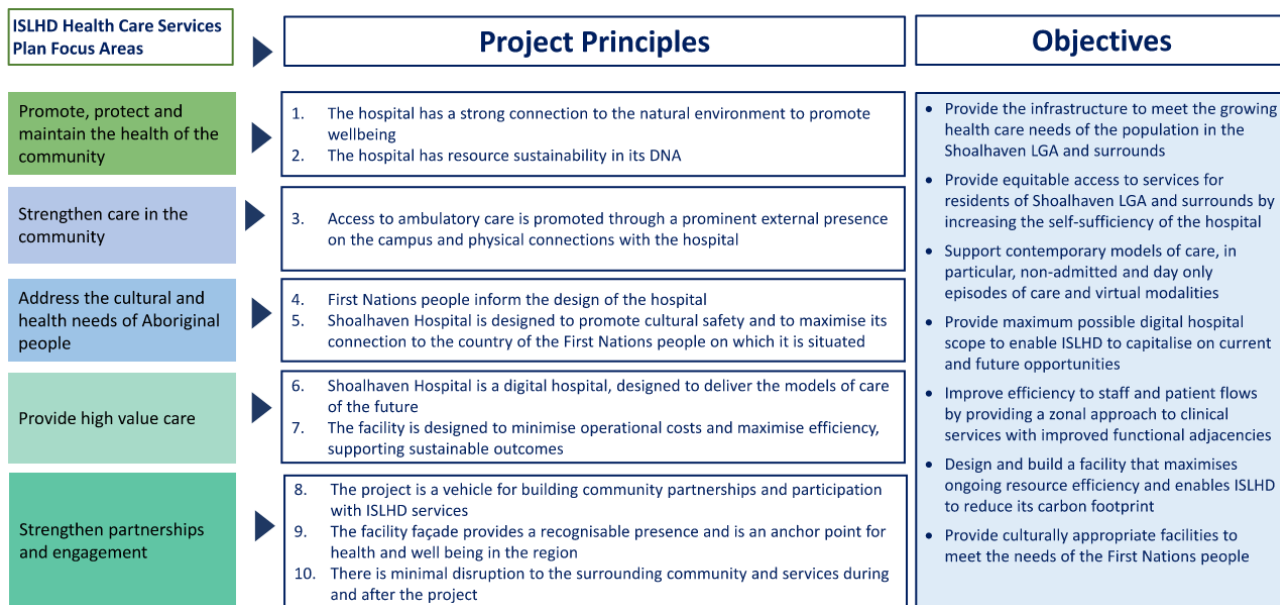 ISLHD Health Care Services
Plan Focus Areas
Project Principles
Objectives
Promote, protect and
maintain the health of the
community
1. The hospital has a strong connection to the natural environment to promote
wellbeing
2. The hospital has resource sustainability in its DNA
Strengthen care in the
community
3. Access to ambulatory care is promoted through a prominent external presence
on the campus and physical connections with the hospital
Address the cultural and
health needs of Aboriginal
people
4. First Nations people inform the design of the hospital
5. Shoalhaven Hospital is designed to promote cultural safety and to maximise its
connection to the country of the First Nations people on which it is situated
Provide high value care
6. Shoalhaven Hospital is a digital hospital, designed to deliver the models of care
of the future
7. The facility is designed to minimise operational costs and maximise efficiency,
supporting sustainable outcomes
Strengthen partnerships
and engagement
8. The project is a vehicle for building community partnerships and participation
with ISLHD services
9. The facility façade provides a recognisable presence and is an anchor point for
health and well being in the region
10. There is minimal disruption to the surrounding community and services during
and after the project
• Provide the infrastructure to meet the growing
health care needs of the population in the
Shoalhaven LGA and surrounds
• Provide equitable access to services for
residents of Shoalhaven LGA and surrounds by
increasing the self-sufficiency of the hospital
• Support contemporary models of care, in
particular, non-admitted and day only
episodes of care and virtual modalities
• Provide maximum possible digital hospital
scope to enable ISLHD to capitalise on current
and future opportunities
• Improve efficiency to staff and patient flows
by providing a zonal approach to clinical
services with improved functional adjacencies
• Design and build a facility that maximises
ongoing resource efficiency and enables ISLHD
to reduce its carbon footprint
• Provide culturally appropriate facilities to
meet the needs of the First Nations people